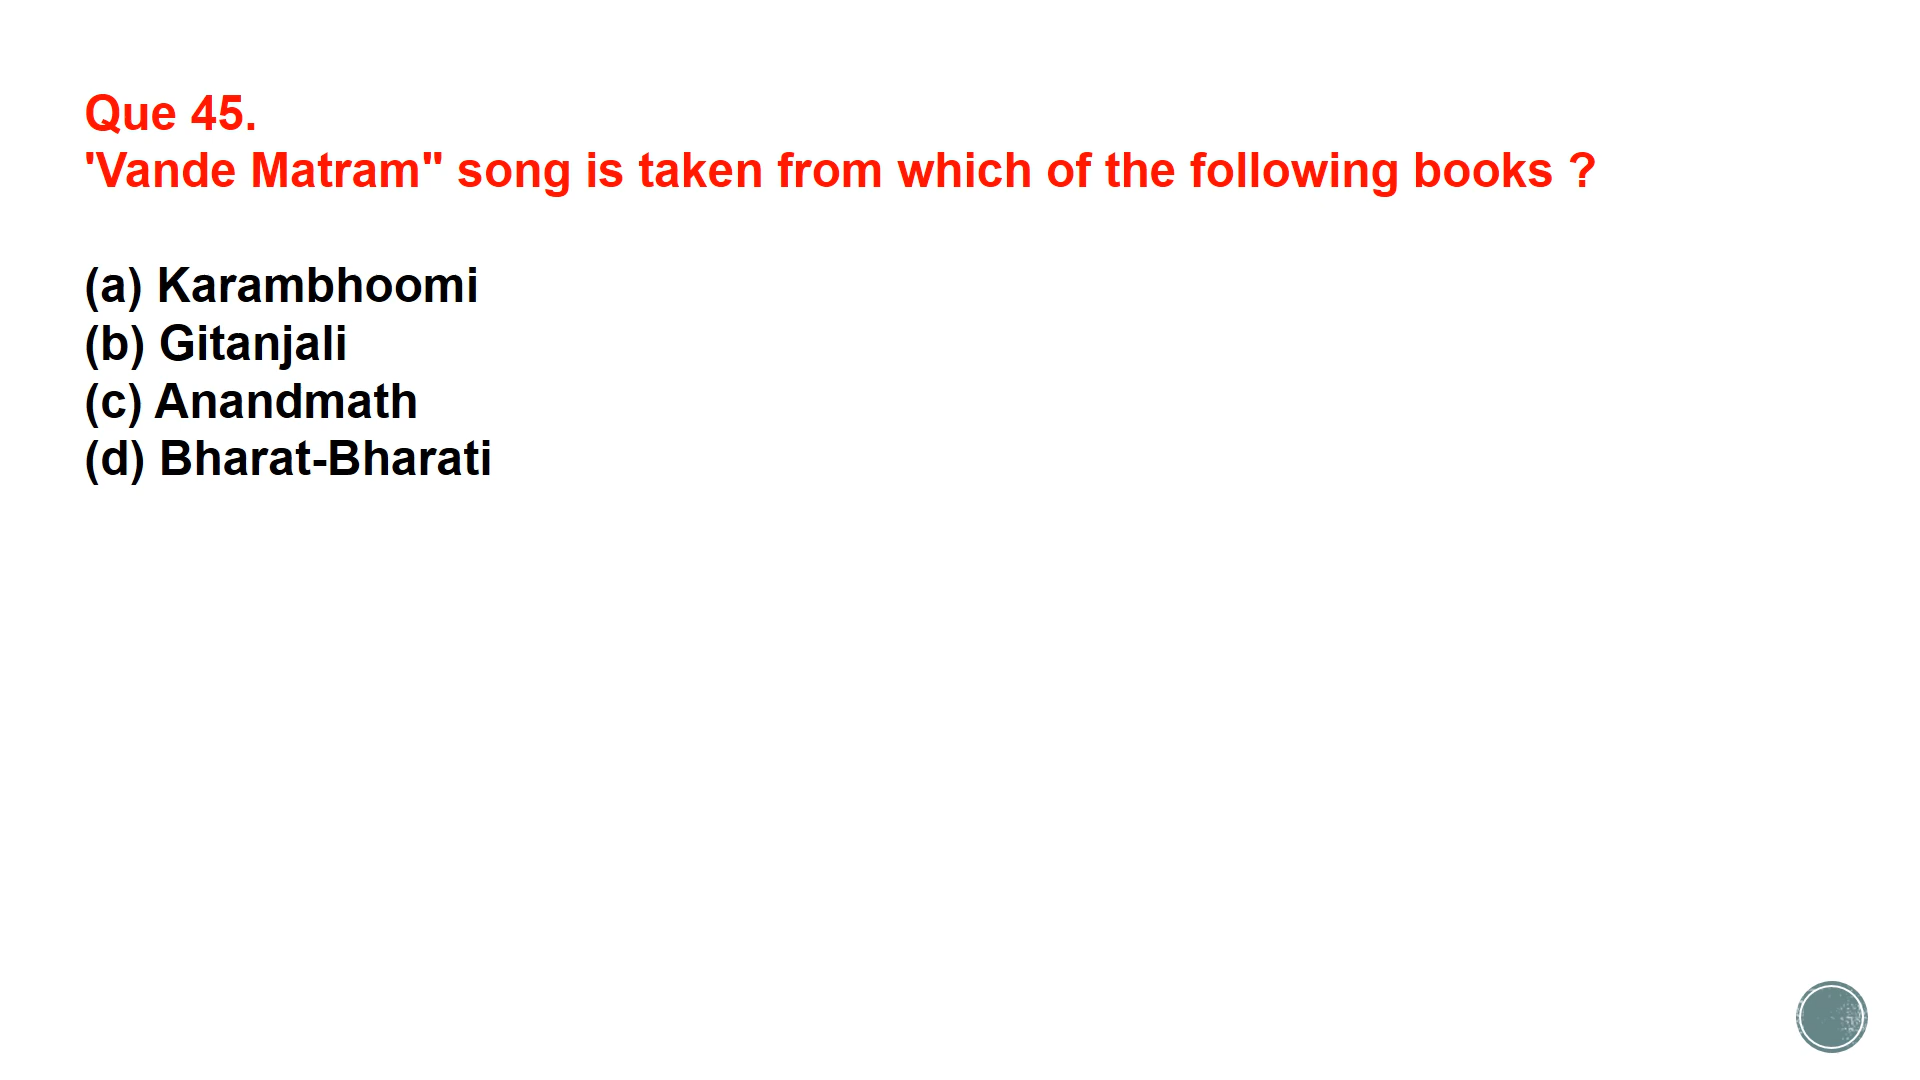 Que 45.
'Vande Matram" song is taken from which of the following books ?
(a) Karambhoomi
(b) Gitanjali
(c) Anandmath
(d) Bharat-Bharati